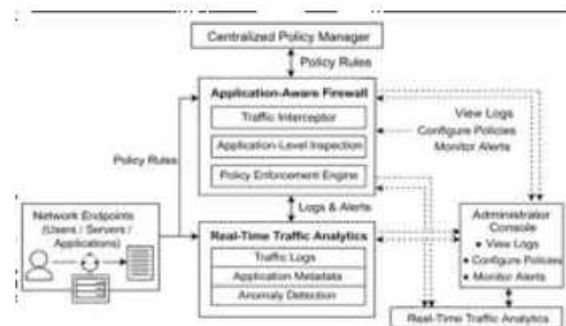 Centralized Policy Manager
Policy Rules
Application-Aware Firewall
Traffic Interceptor
Application-Level Inspection
Policy Enforcement Engine
View Logs
Configure Policies
Monitor Alerts
Policy Rules
Logs & Alerts
Network Endpoints
(Users / Servers /
Applications)
Real-Time Traffic Analytics
Traffic Logs
Application Metadata
Anomaly Detection
Administrator
Console
• View Logs
• Configure Policies
• Monitor Alerts
Real-Time Traffic Analytics